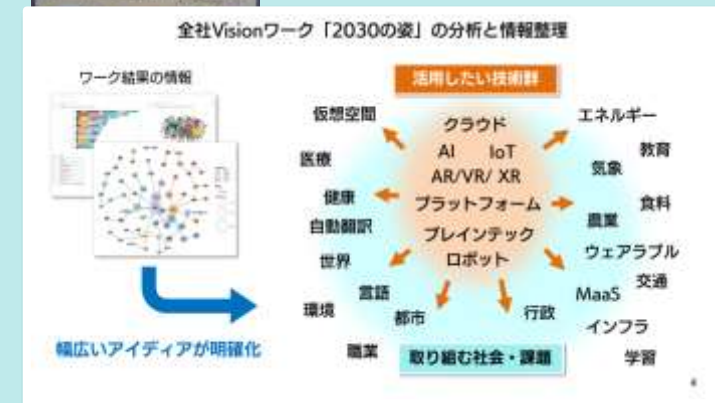 全社Visionワーク「2030の姿」の分析と情報整理
ワーク結果の情報
活用したい技術群
仮想空間
医療
健康
自動翻訳
世界
言語
環境
都市
職業
クラウド
AI IoT
AR/VR/ XR
プラットフォーム
ブレインテック
ロボット
エネルギー
教育
気象
食料
農業
ウェアラブル
交通
MaaS
行政
インフラ
学習
幅広いアイディアが明確化
取り組む社会・課題